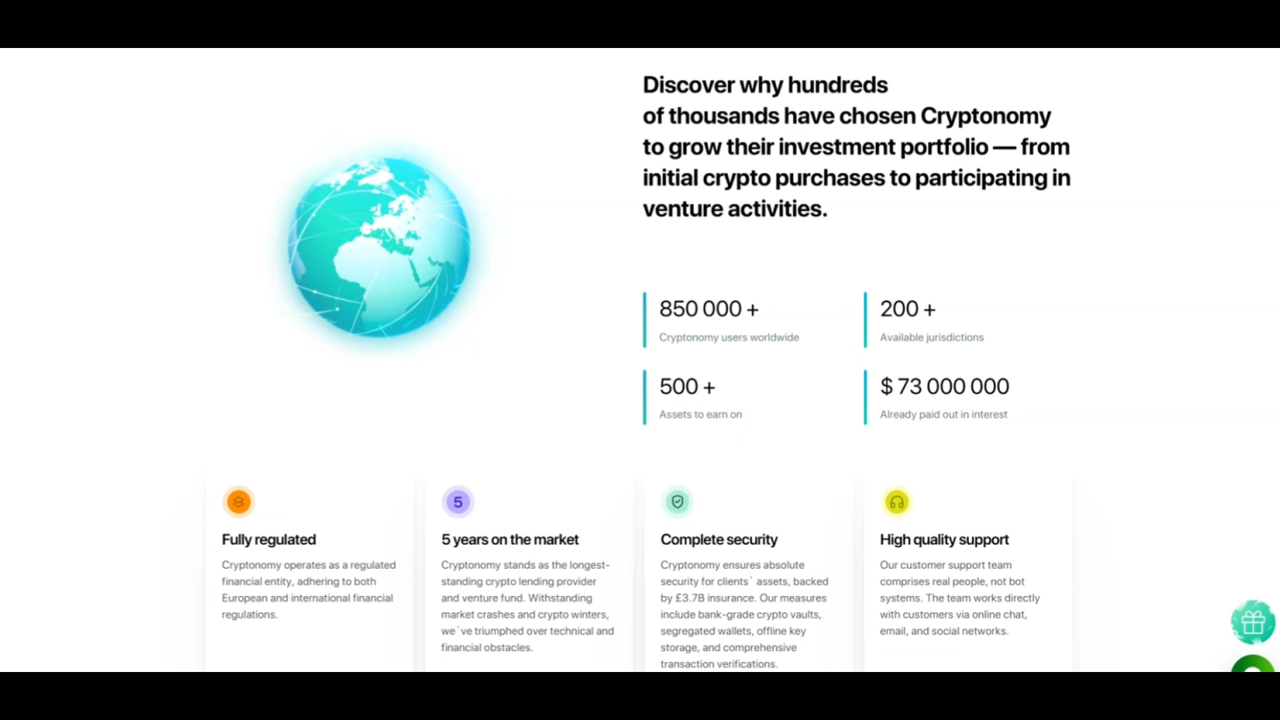 Discover why hundreds
of thousands have chosen Cryptonomy
to grow their investment portfolio — from
initial crypto purchases to participating in
venture activities.
850 000 +
Cryptonomy users worldwide
200 +
Available jurisdictions
500 +
Assets to earn on
$ 73 000 000
Already paid out in interest
Fully regulated
Cryptonomy operates as a regulated
financial entity, adhering to both
European and international financial
regulations.
5
5 years on the market
Cryptonomy stands as the longest-
standing crypto lending provider
and venture fund. Withstanding
market crashes and crypto winters,
we`ve triumphed over technical and
financial obstacles.
Complete security
Cryptonomy ensures absolute
security for clients` assets, backed
by £3.7B insurance. Our measures
include bank-grade crypto vaults,
segregated wallets, offline key
storage, and comprehensive
transaction verifications.
High quality support
Our customer support team
comprises real people, not bot
systems. The team works directly
with customers via online chat,
email, and social networks.